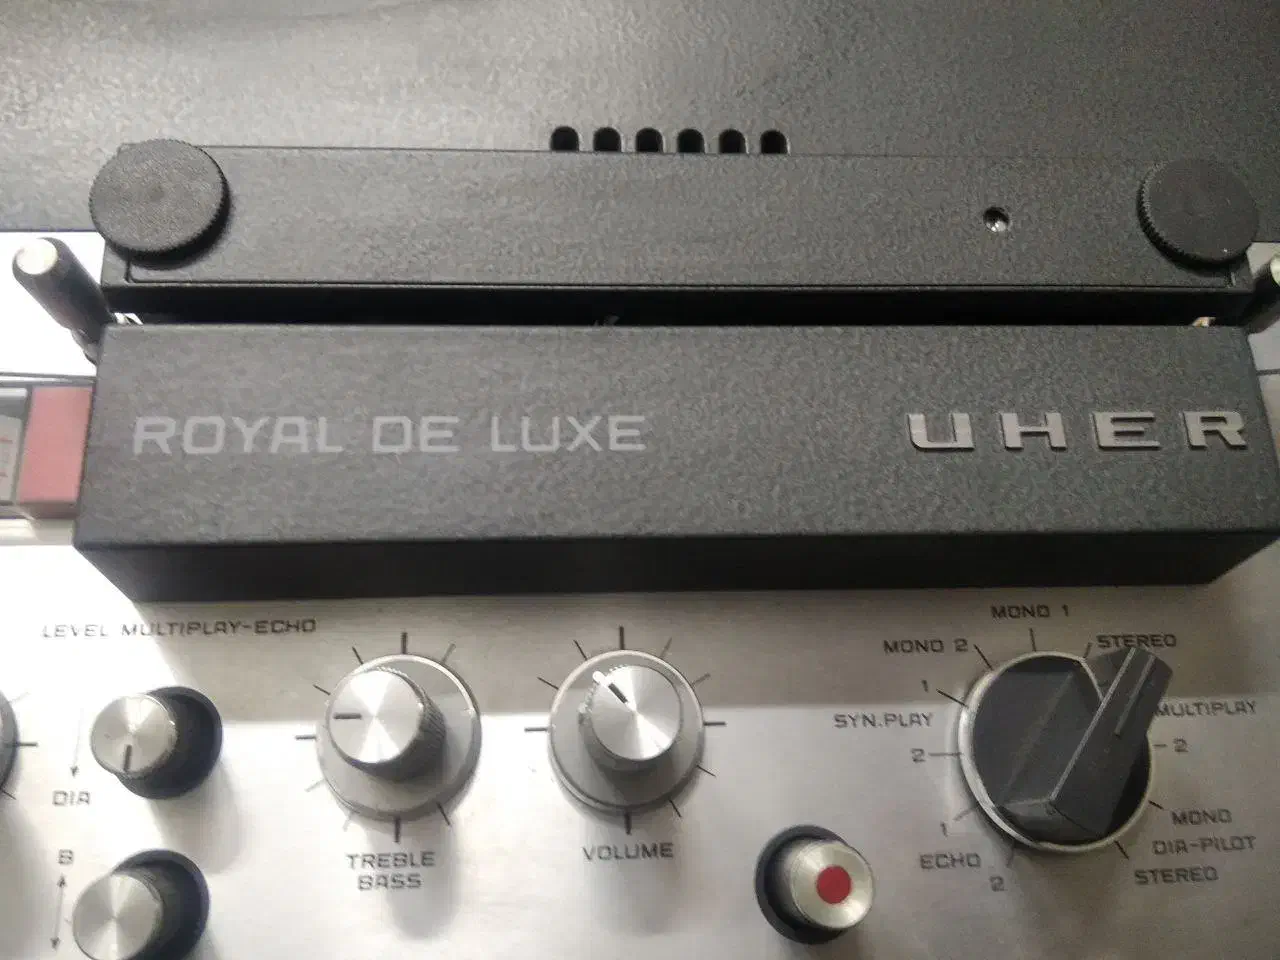 ROYAL DE LUXE
UHER
LEVEL MULTIPLAY-ECHO
DIA
B
TREBLE
BASS
VOLUME
MONO 1
MONO 2
STEREO
1
SYN.PLAY
2
MULTIPLAY
2
1
ECHO
2
MONO
DIA-PILOT
STEREO